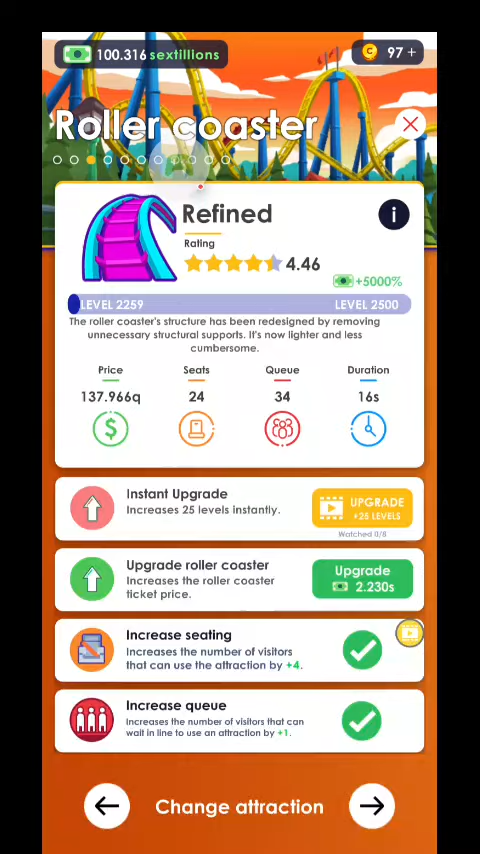 100.316 sextillions
C 97 +
Roller coaster
Refined
i
Rating
4.46
+5000%
LEVEL 2259 LEVEL 2500
The roller coaster's structure has been redesigned by removing
unnecessary structural supports. It's now lighter and less
cumbersome.
Price Seats Queue Duration
137.966q 24 34 16s
$
Instant Upgrade
Increases 25 levels instantly.
UPGRADE
+25 LEVELS
Watched 0/8
Upgrade roller coaster
Increases the roller coaster
ticket price.
Upgrade
2.230s
Increase seating
Increases the number of visitors
that can use the attraction by +4.
Increase queue
Increases the number of visitors that can
wait in line to use an attraction by +1.
Change attraction